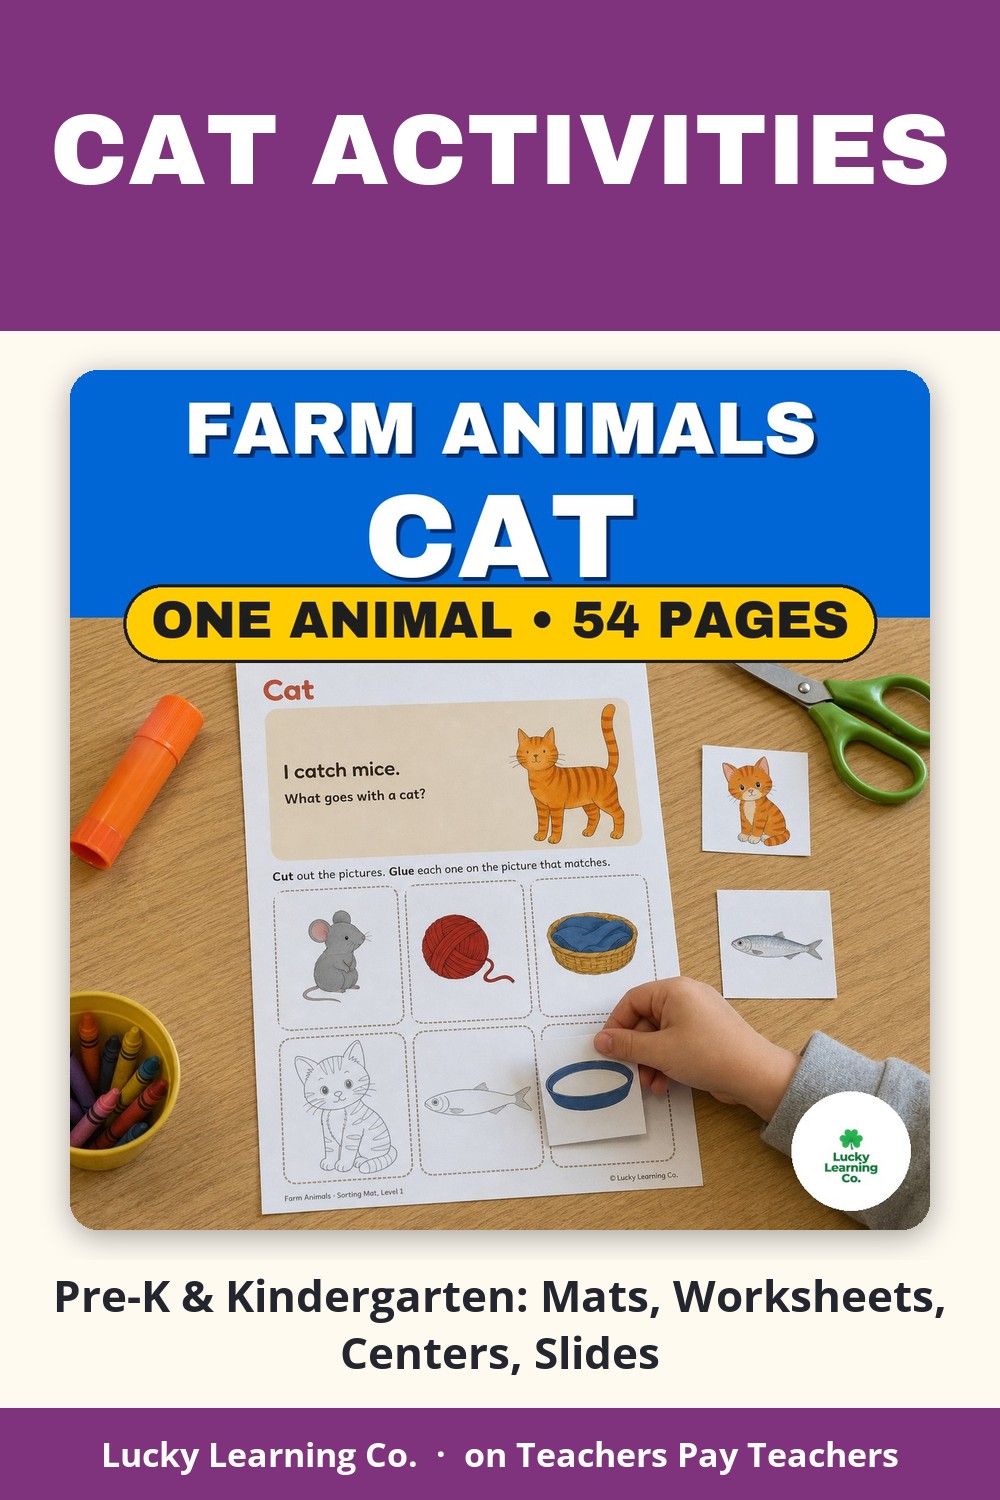 CAT ACTIVITIES
FARM ANIMALS
CAT
ONE ANIMAL • 54 PAGES
Cat
I catch mice.
What goes with a cat?
Cut out the pictures. Glue each one on the picture that matches.
Farm Animals - Sorting Mat, Level 1
© Lucky Learning Co.
Lucky
Learning
Co.
Pre-K & Kindergarten: Mats, Worksheets,
Centers, Slides
Lucky Learning Co. · on Teachers Pay Teachers